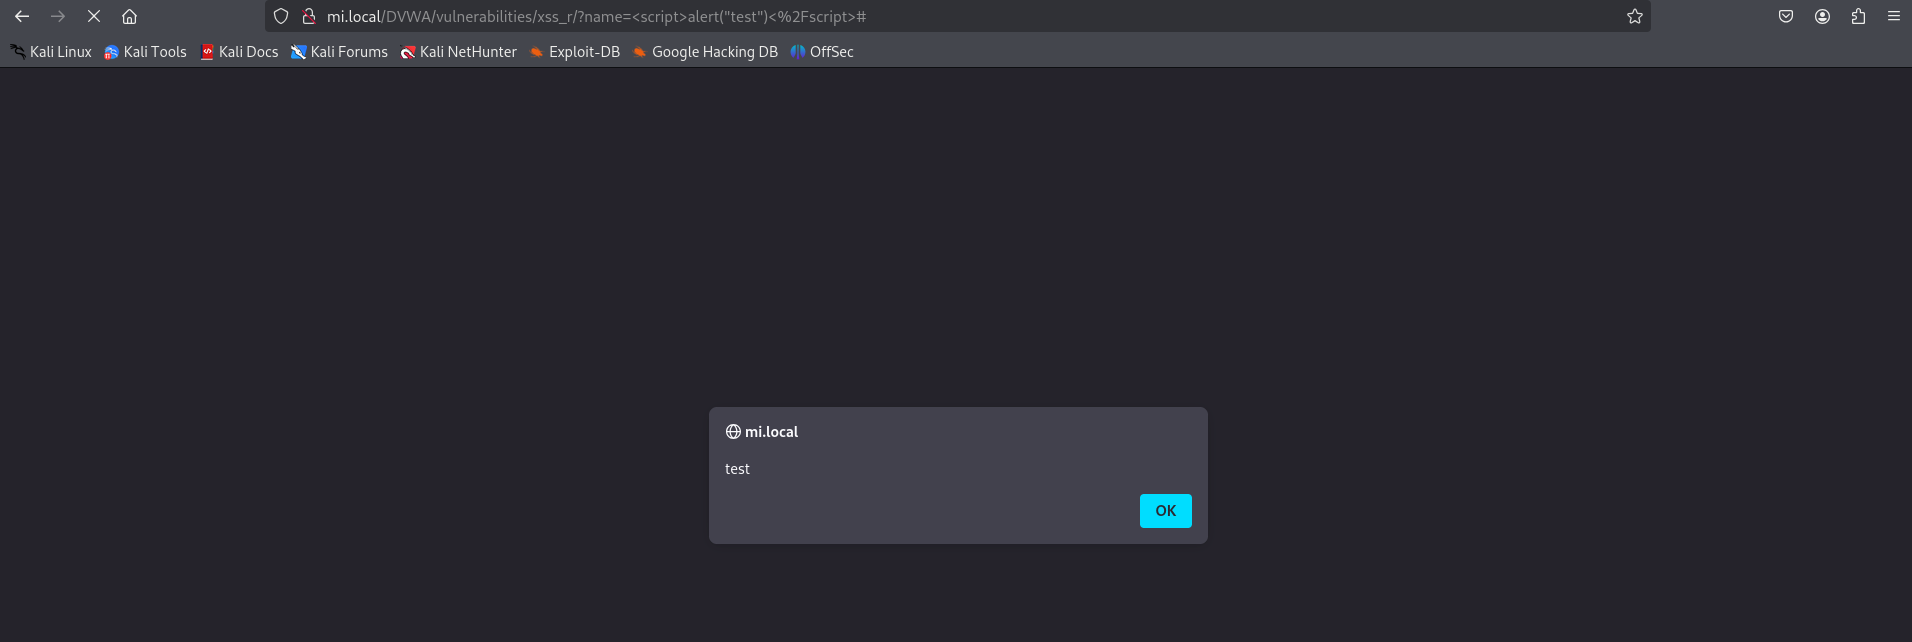 mi.local/DVWA/vulnerabilities/xss_r/?name=<script>alert("test")<%2Fscript>#
Kali Linux Kali Tools Kali Docs Kali Forums Kali NetHunter Exploit-DB Google Hacking DB OffSec
mi.local
test
OK